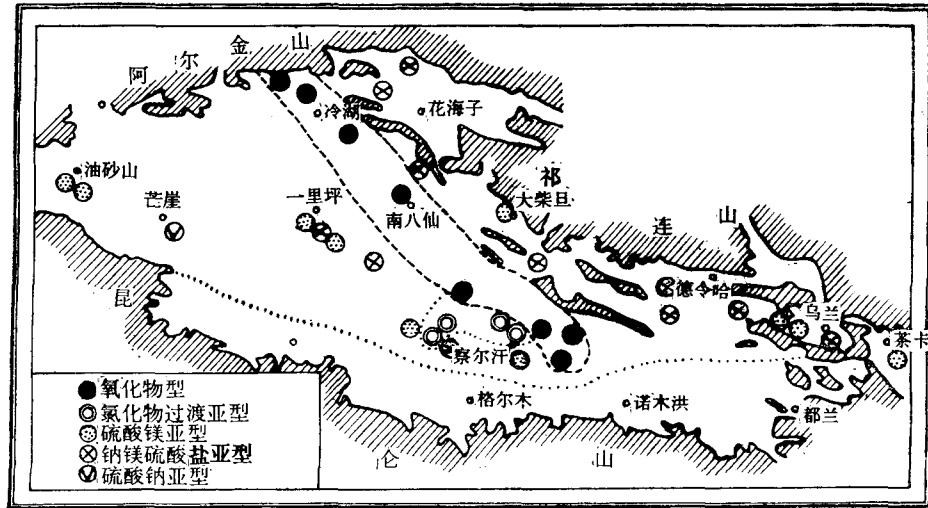 阿尔金山
冷湖
花海子
油砂山
芒崖
一里坪
南八仙
祁连山
大柴旦
德令哈
乌兰
茶卡
察尔汗
格尔木
诺木洪
都兰
昆仑山
氧化物型
氯化物过渡亚型
硫酸镁亚型
钠镁硫酸盐亚型
硫酸钠亚型